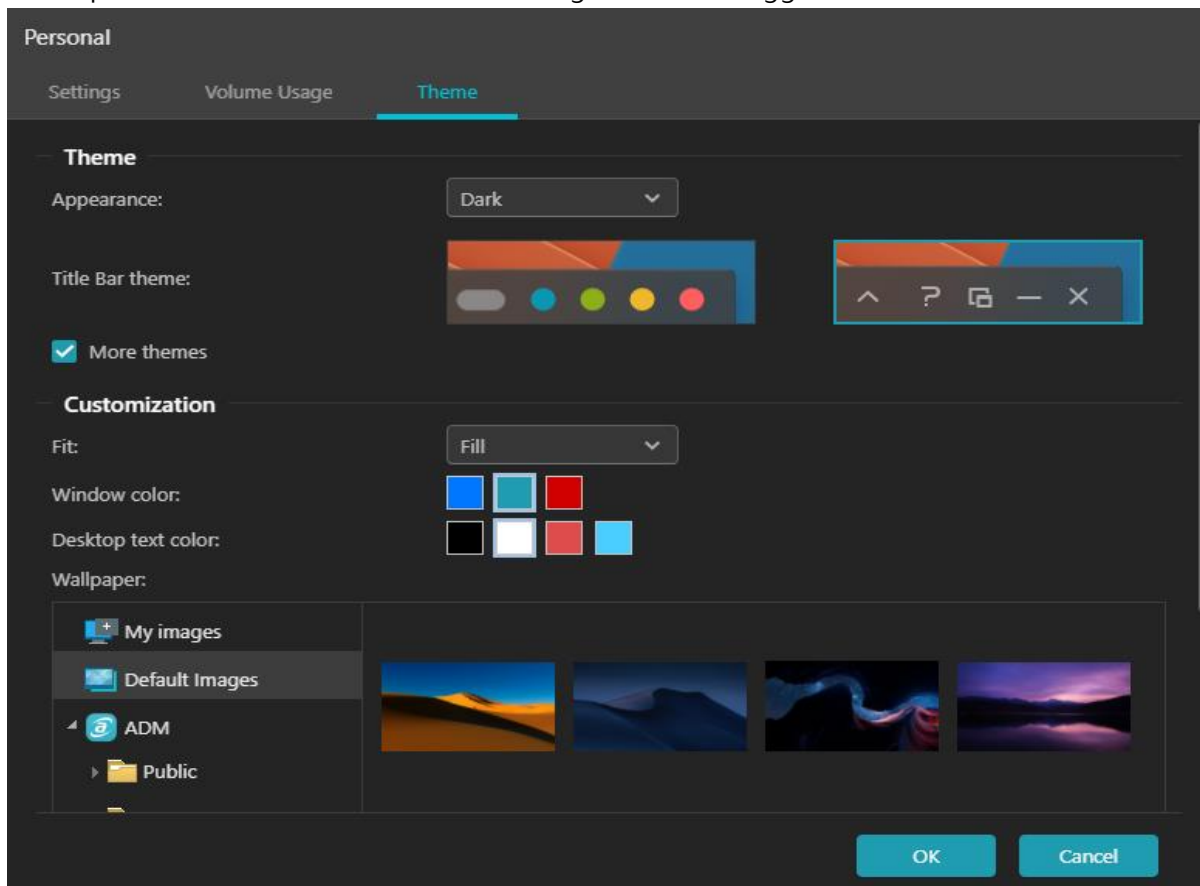 Personal
Settings Volume Usage Theme
Theme
Appearance: Dark
Title Bar theme:
More themes
Customization
Fit: Fill
Window color:
Desktop text color:
Wallpaper:
My images
Default Images
ADM
Public
OK Cancel